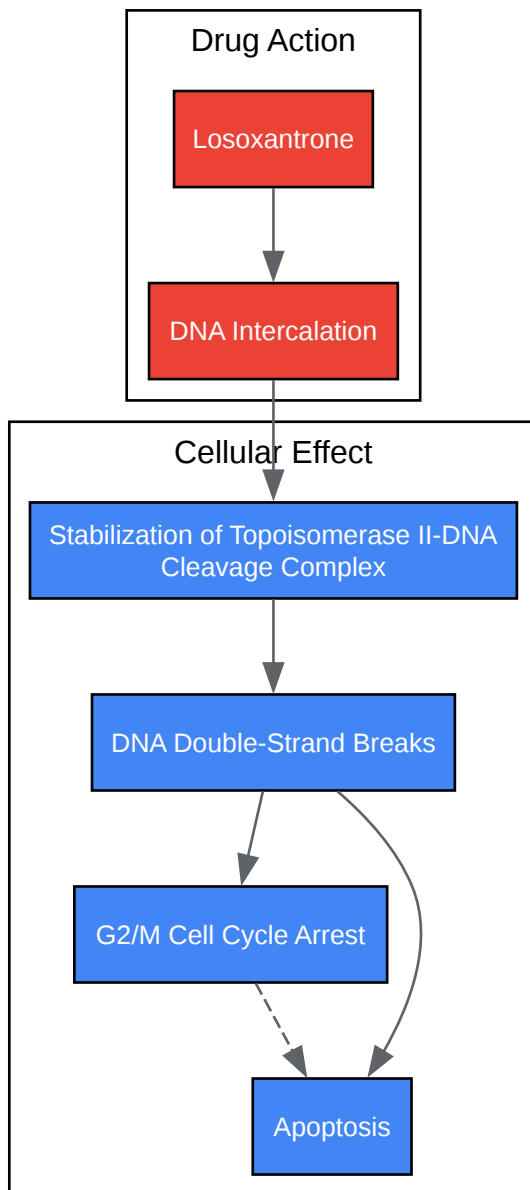 Drug Action
Losoxantrone
DNA Intercalation
Cellular Effect
Stabilization of Topoisomerase II-DNA
Cleavage Complex
DNA Double-Strand Breaks
G2/M Cell Cycle Arrest
Apoptosis